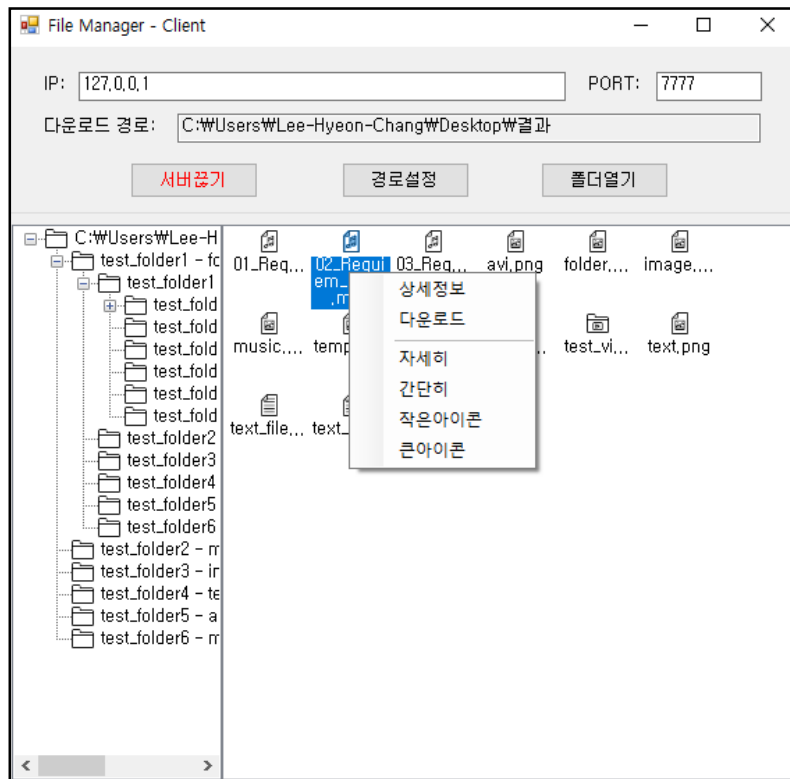 File Manager - Client
IP: 127.0.0.1 PORT: 7777
다운로드 경로: C:₩Users₩Lee-Hyeon-Chang₩Desktop₩결과
서버끊기 경로설정 폴더열기
C:₩Users₩Lee-H
test_folder1 - fo
test_folder1
test_fold
test_fold
test_fold
test_fold
test_fold
test_fold
test_folder2
test_folder3
test_folder4
test_folder5
test_folder6
test_folder2 - m
test_folder3 - im
test_folder4 - te
test_folder5 - a
test_folder6 - m
01_Req... 02_Requi 03_Req... avi.png folder.... image....
em_
.m
music.... temp test_vi... text.png
text_file... text_
상세정보
다운로드
자세히
간단히
작은아이콘
큰아이콘